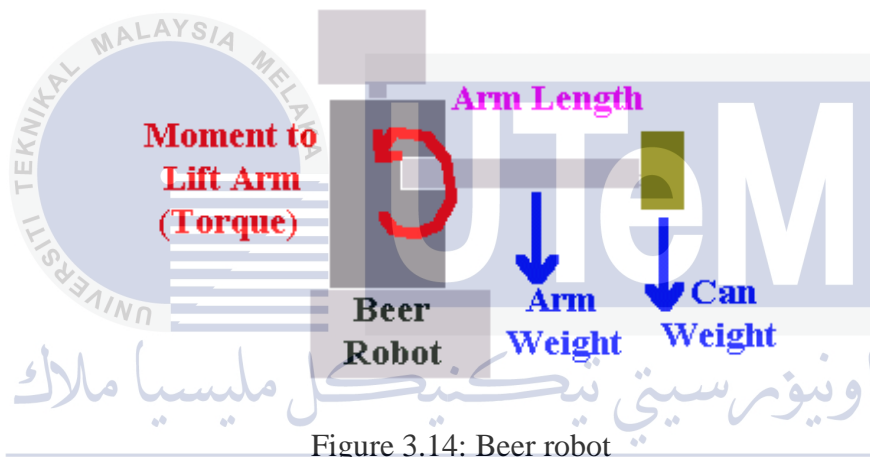 UNIVERSITI TEKNIKAL MALAYSIA MELAKA
UTeM
Arm Length
Moment to
Lift Arm
(Torque)
Beer
Robot
Arm
Weight
Can
Weight
اونيۏرسيتي تيكنيكل مليسيا ملاك
Figure 3.14: Beer robot